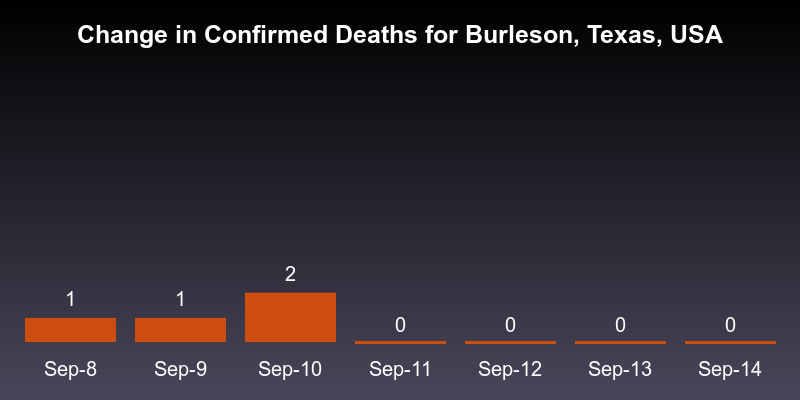 Change in Confirmed Deaths for Burleson, Texas, USA
2
1 1
0 0 0 0
Sep-8 Sep-9 Sep-10 Sep-11 Sep-12 Sep-13 Sep-14